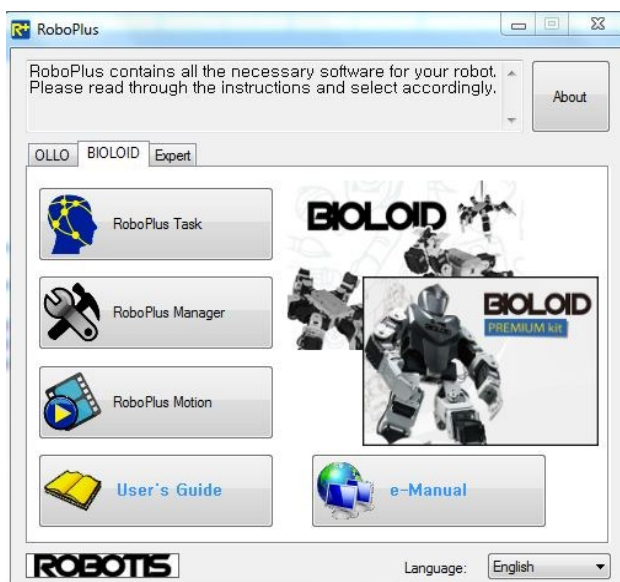 RoboPlus
RoboPlus contains all the necessary software for your robot.
Please read through the instructions and select accordingly.
About
OLLO BIOLOID Expert
RoboPlus Task
BIOLOID
RoboPlus Manager
BIOLOID
PREMIUM kit
RoboPlus Motion
User's Guide
e-Manual
ROBOTIS
Language: English